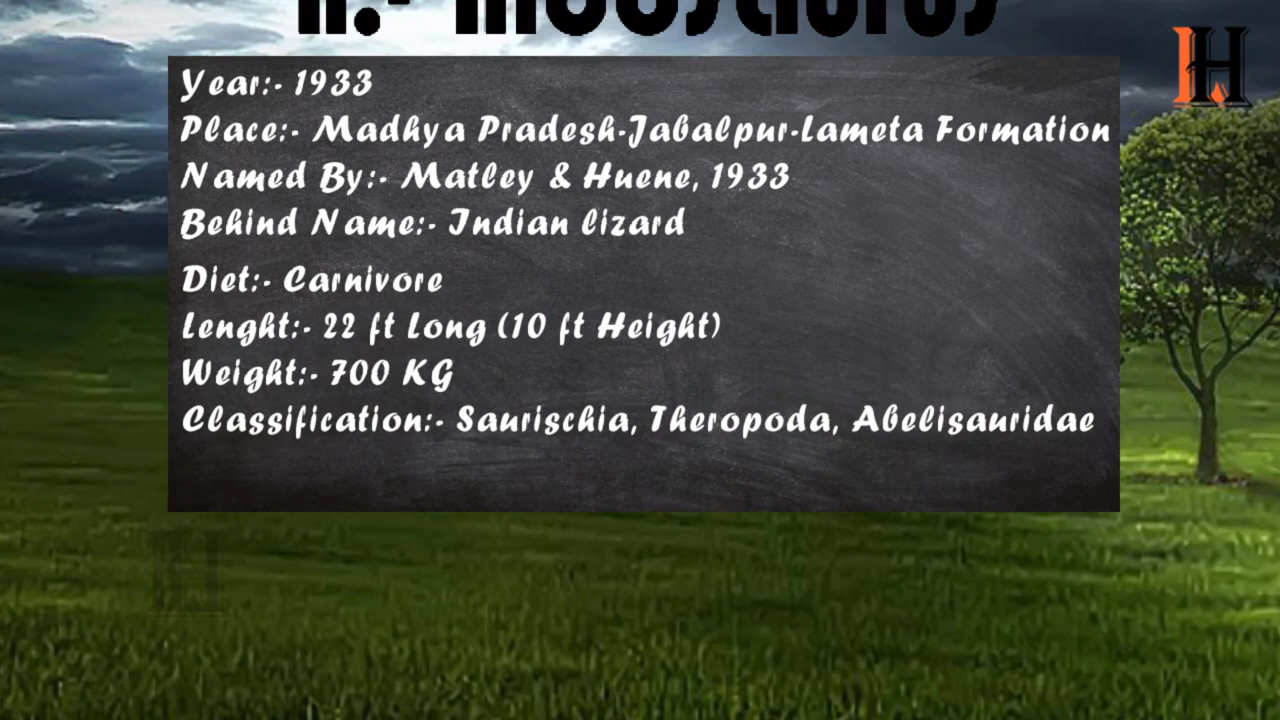 Year:- 1933
Place:- Madhya Pradesh-Jabalpur-Lameta Formation
Named By:- Matley & Huene, 1933
Behind Name:- Indian lizard
Diet:- Carnivore
Lenght:- 22 ft Long (10 ft Height)
Weight:- 700 KG
Classification:- Saurischia, Theropoda, Abelisauridae